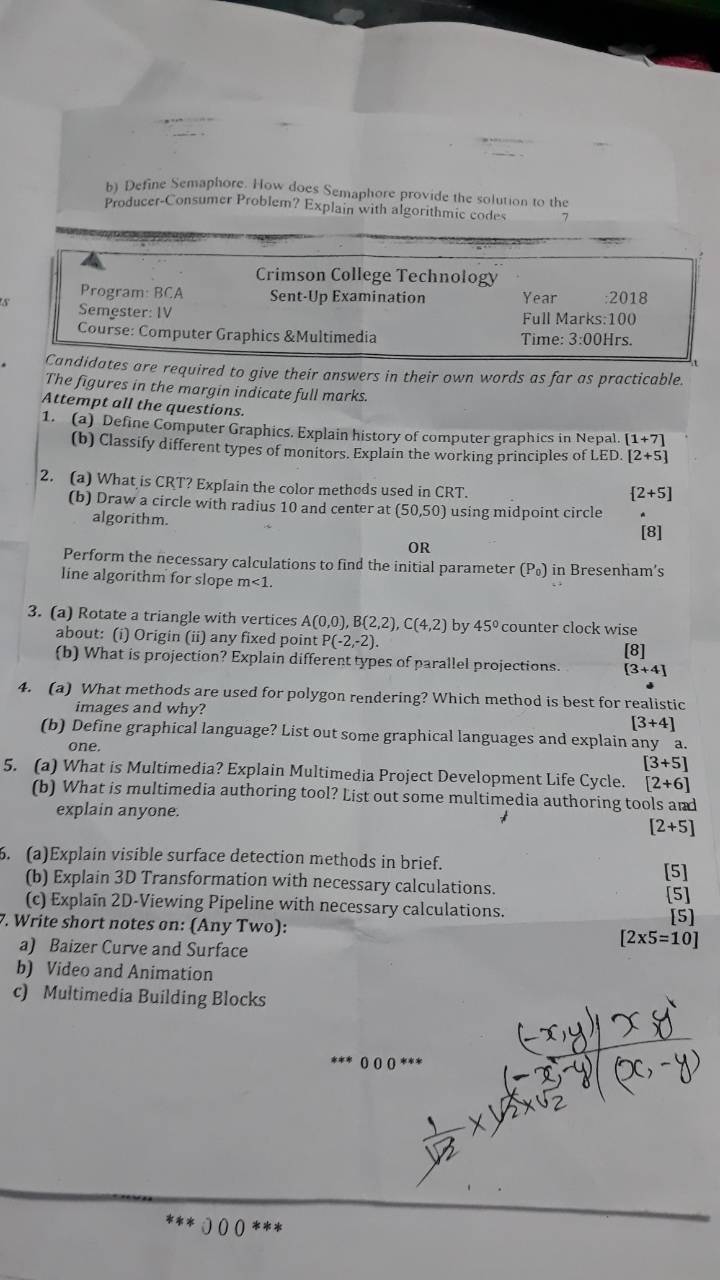 b) Define Semaphore. How does Semaphore provide the solution to the
Producer-Consumer Problem? Explain with algorithmic codes 7
Crimson College Technology
Program: BCA Sent-Up Examination Year :2018
Semester: IV Full Marks:100
Course: Computer Graphics &Multimedia Time: 3:00Hrs.
Candidates are required to give their answers in their own words as far as practicable.
The figures in the margin indicate full marks.
Attempt all the questions.
1. (a) Define Computer Graphics. Explain history of computer graphics in Nepal. [1+7]
(b) Classify different types of monitors. Explain the working principles of LED. [2+5]
2. (a) What is CRT? Explain the color methods used in CRT. [2+5]
(b) Draw a circle with radius 10 and center at (50,50) using midpoint circle
algorithm. [8]
OR
Perform the necessary calculations to find the initial parameter (P₀) in Bresenham's
line algorithm for slope m<1.
3. (a) Rotate a triangle with vertices A(0,0), B(2,2), C(4,2) by 45⁰ counter clock wise
about: (i) Origin (ii) any fixed point P(-2,-2). [8]
(b) What is projection? Explain different types of parallel projections. [3+4]
4. (a) What methods are used for polygon rendering? Which method is best for realistic
images and why? [3+4]
(b) Define graphical language? List out some graphical languages and explain any a.
one. [3+5]
5. (a) What is Multimedia? Explain Multimedia Project Development Life Cycle. [2+6]
(b) What is multimedia authoring tool? List out some multimedia authoring tools and
explain anyone. [2+5]
6. (a)Explain visible surface detection methods in brief. [5]
(b) Explain 3D Transformation with necessary calculations. [5]
(c) Explain 2D-Viewing Pipeline with necessary calculations. [5]
7. Write short notes on: (Any Two): [2x5=10]
a) Baizer Curve and Surface
b) Video and Animation
c) Multimedia Building Blocks
*** 0 0 0 ***
(-x,y) x y
(-x,-y) (x,-y)
1/√2 × √2×√2
*** 0 0 0 ***